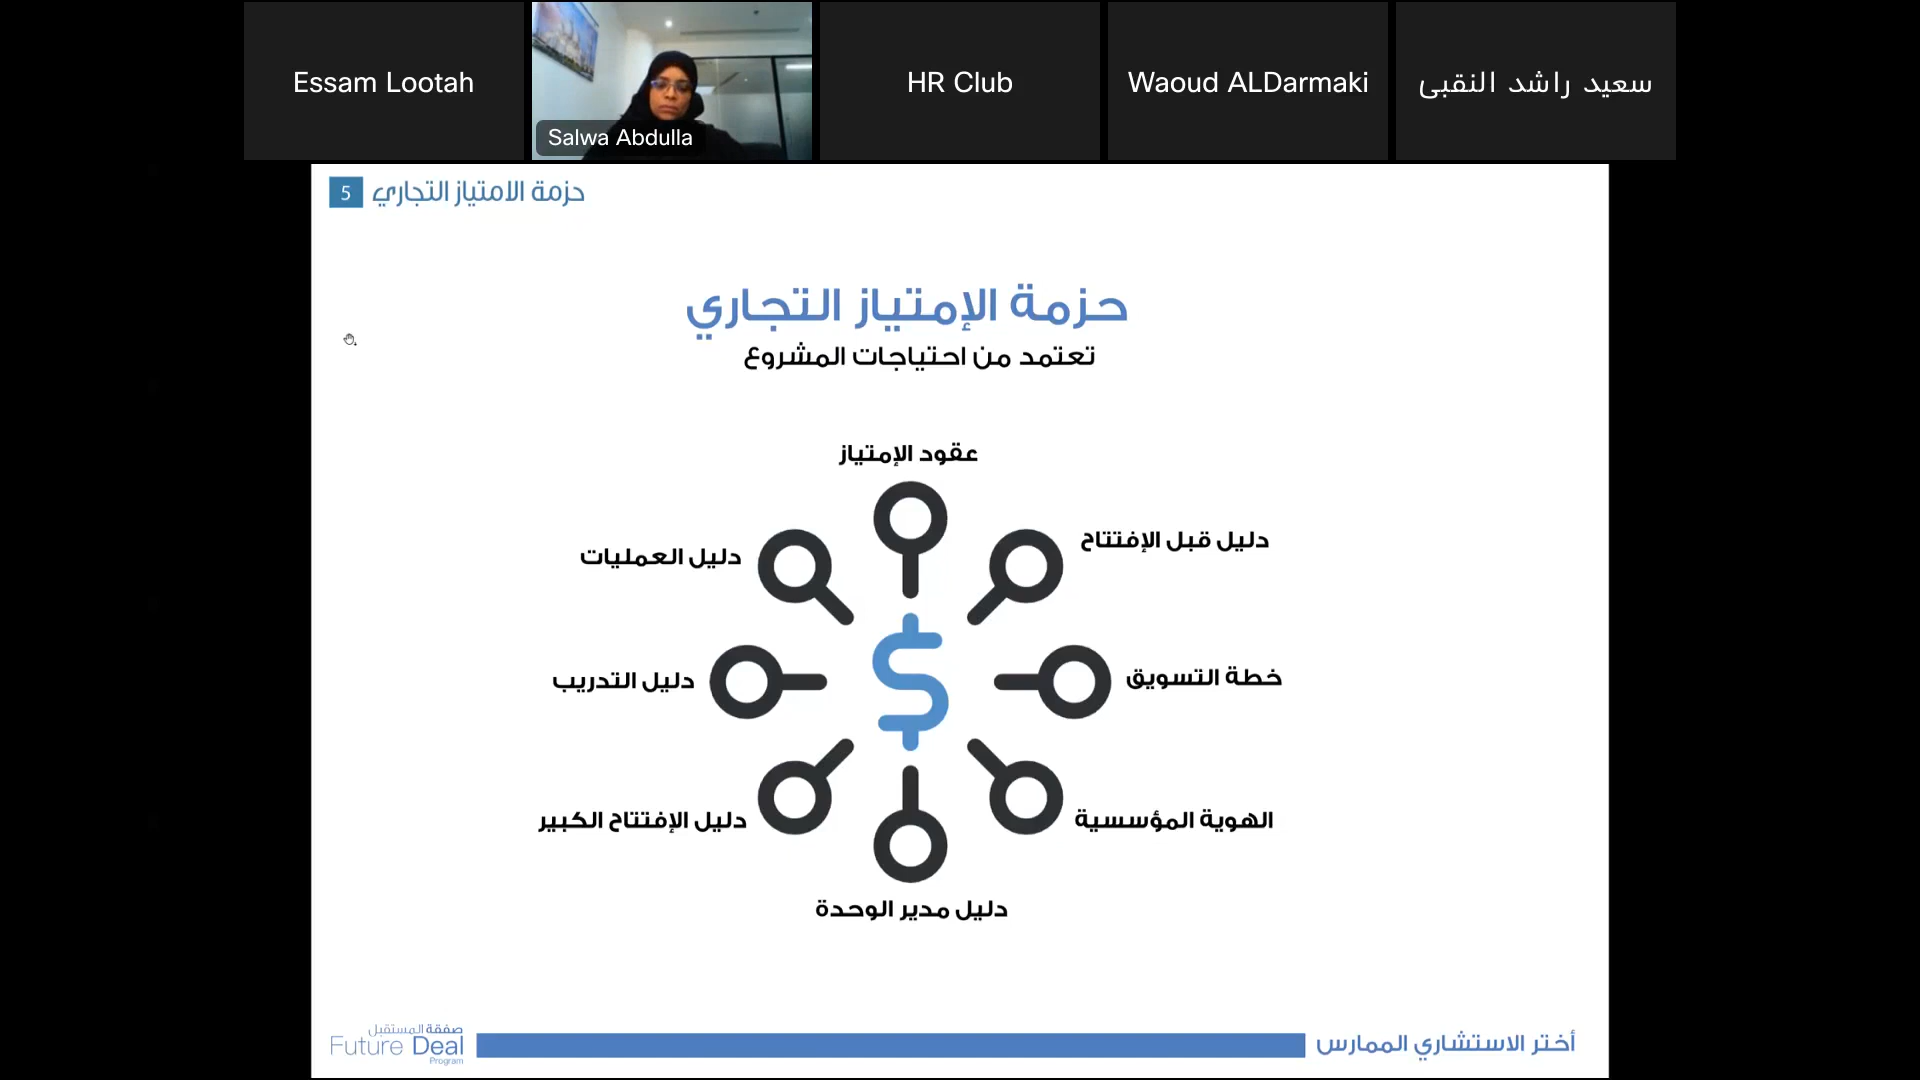 Essam Lootah
Salwa Abdulla
HR Club
Waoud ALDarmaki
سعيد راشد النقبى
5 حزمة الامتياز التجاري
حزمة الإمتياز التجاري
تعتمد من احتياجات المشروع
عقود الإمتياز
دليل قبل الإفتتاح
دليل العمليات
خطة التسويق
دليل التدريب
الهوية المؤسسية
دليل الإفتتاح الكبير
دليل مدير الوحدة
أختر الاستشاري الممارس
صفقة المستقبل
Future Deal
Program